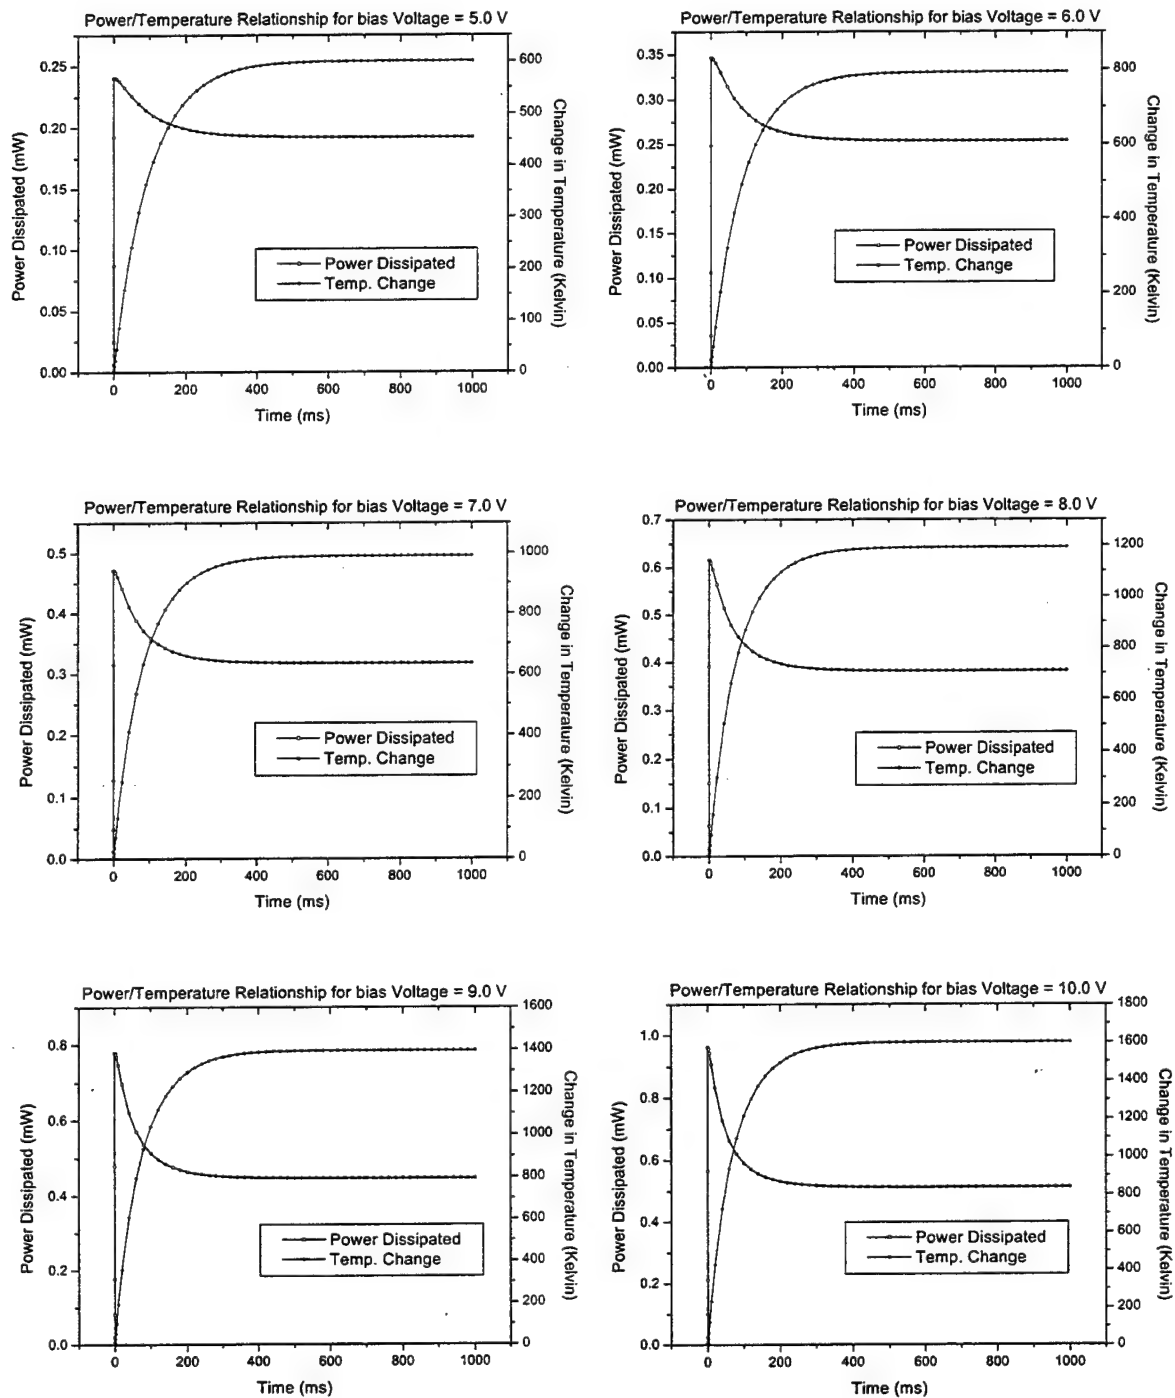 Power/Temperature Relationship for bias Voltage = 5.0 V
0.25
0.20
0.15
0.10
0.05
0.00
Power Dissipated (mW)
600
500
400
300
200
100
0
Change in Temperature (Kelvin)
Power Dissipated
Temp. Change
0 200 400 600 800 1000
Time (ms)
Power/Temperature Relationship for bias Voltage = 6.0 V
0.35
0.30
0.25
0.20
0.15
0.10
0.05
0.00
Power Dissipated (mW)
800
600
400
200
0
Change in Temperature (Kelvin)
Power Dissipated
Temp. Change
0 200 400 600 800 1000
Time (ms)
Power/Temperature Relationship for bias Voltage = 7.0 V
0.5
0.4
0.3
0.2
0.1
0.0
Power Dissipated (mW)
1000
800
600
400
200
0
Change in Temperature (Kelvin)
Power Dissipated
Temp. Change
0 200 400 600 800 1000
Time (ms)
Power/Temperature Relationship for bias Voltage = 8.0 V
0.7
0.6
0.5
0.4
0.3
0.2
0.1
0.0
Power Dissipated (mW)
1200
1000
800
600
400
200
0
Change in Temperature (Kelvin)
Power Dissipated
Temp. Change
0 200 400 600 800 1000
Time (ms)
Power/Temperature Relationship for bias Voltage = 9.0 V
0.8
0.6
0.4
0.2
0.0
Power Dissipated (mW)
1600
1400
1200
1000
800
600
400
200
0
Change in Temperature (Kelvin)
Power Dissipated
Temp. Change
0 200 400 600 800 1000
Time (ms)
Power/Temperature Relationship for bias Voltage = 10.0 V
1.0
0.8
0.6
0.4
0.2
0.0
Power Dissipated (mW)
1800
1600
1400
1200
1000
800
600
400
200
0
Change in Temperature (Kelvin)
Power Dissipated
Temp. Change
0 200 400 600 800 1000
Time (ms)